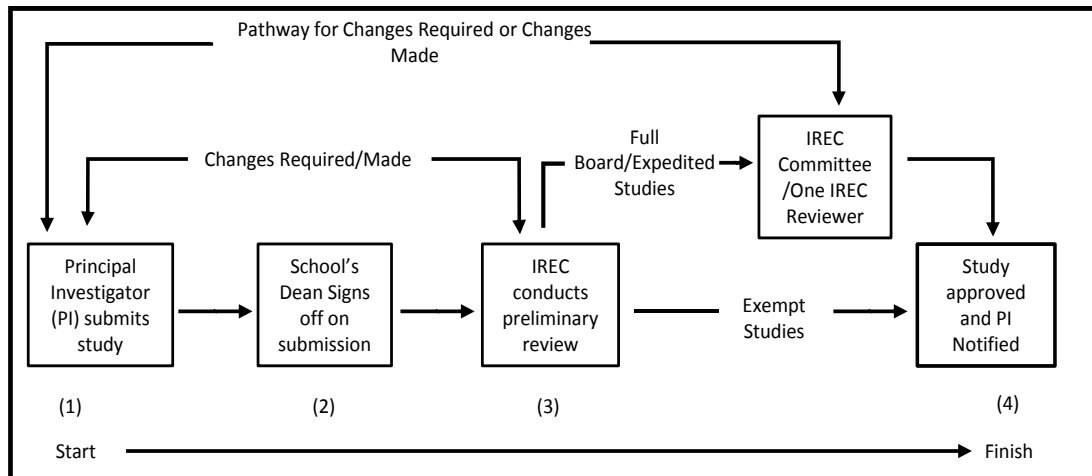 Pathway for Changes Required or Changes
Made
Changes Required/Made
Full
Board/Expedited
Studies
IREC
Committee
/One IREC
Reviewer
Principal
Investigator
(PI) submits
study
School's
Dean Signs
off on
submission
IREC
conducts
preliminary
review
Exempt
Studies
Study
approved
and PI
Notified
(1)
(2)
(3)
(4)
Start
Finish